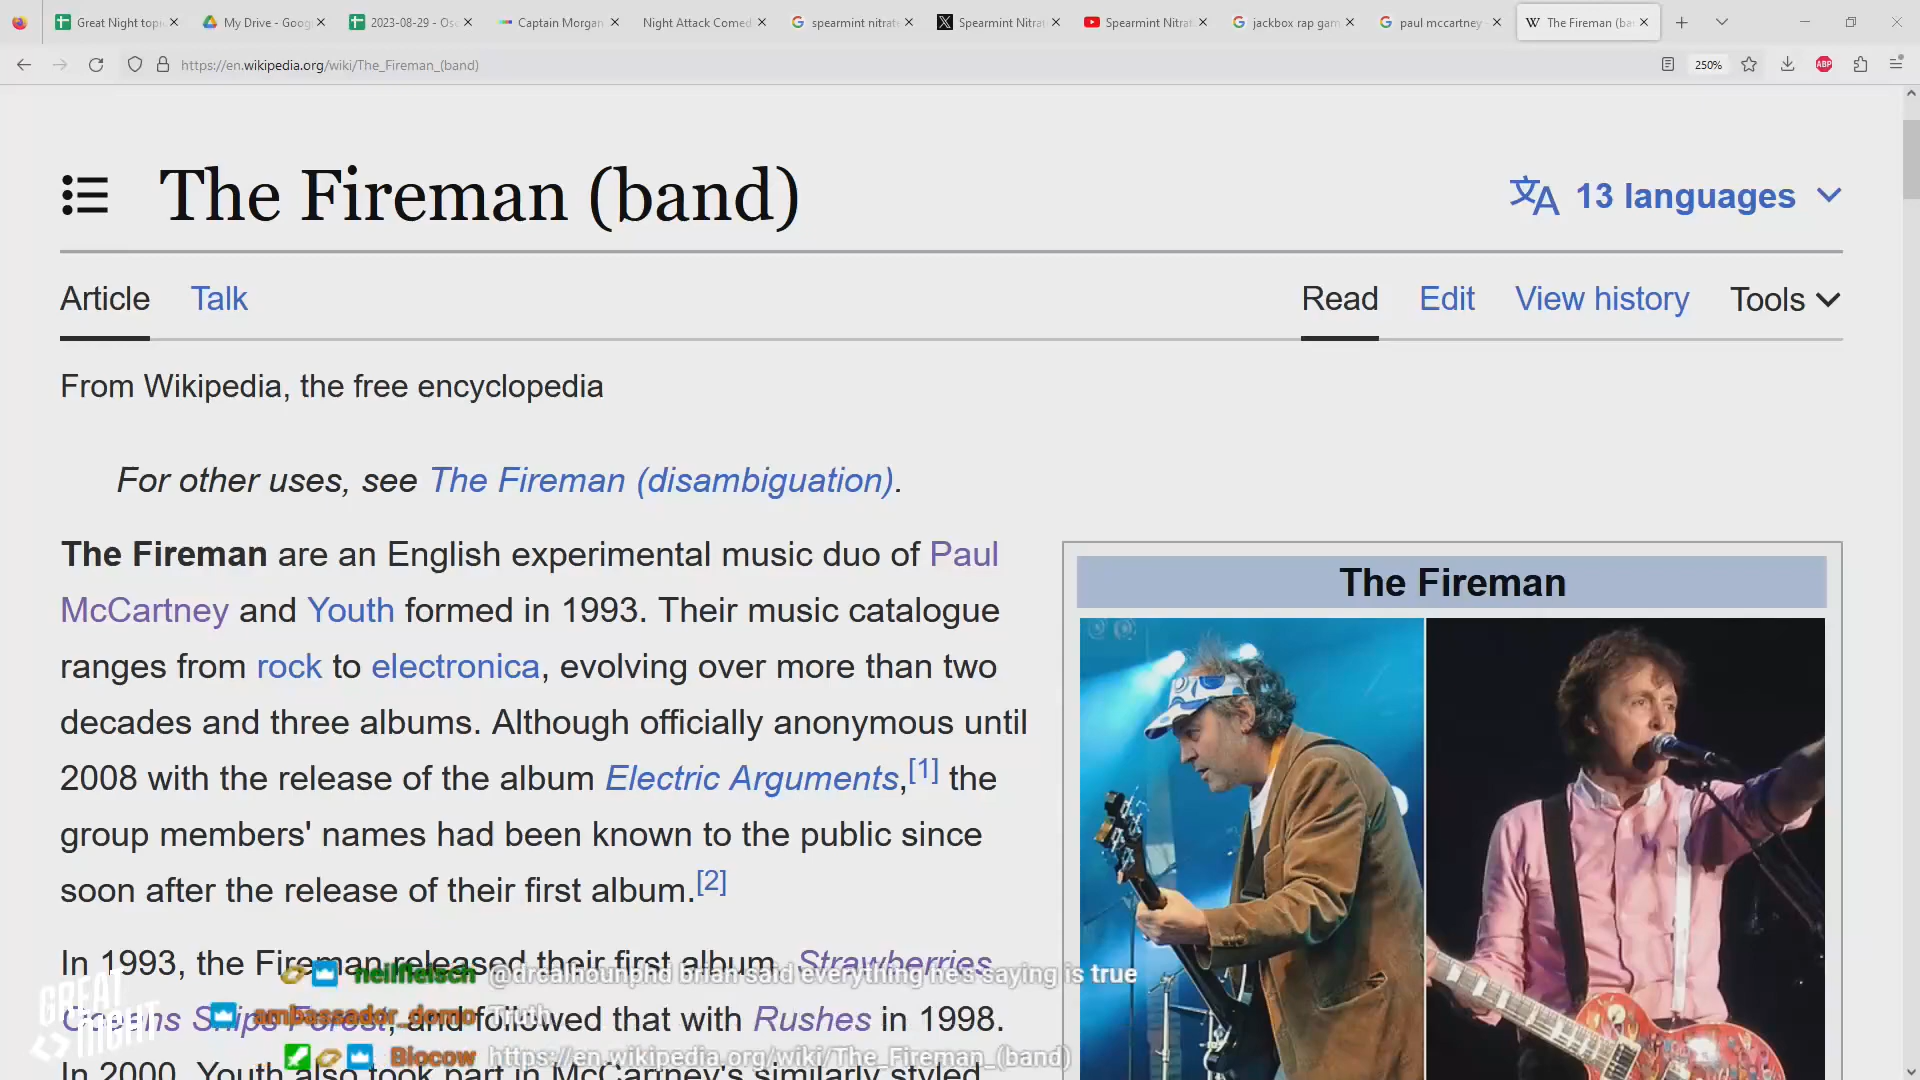 Great Night topi
My Drive - Goog
2023-08-29 - Os
Captain Morgan
Night Attack Comed
spearmint nitrat
Spearmint Nitrat
Spearmint Nitrat
jackbox rap gam
paul mccartney
The Fireman (ba
https://en.wikipedia.org/wiki/The_Fireman_(band)
250%
ABP
The Fireman (band)
13 languages
Article Talk Read Edit View history Tools
From Wikipedia, the free encyclopedia
For other uses, see The Fireman (disambiguation).
The Fireman are an English experimental music duo of Paul
McCartney and Youth formed in 1993. Their music catalogue
ranges from rock to electronica, evolving over more than two
decades and three albums. Although officially anonymous until
2008 with the release of the album Electric Arguments,[1] the
group members' names had been known to the public since
soon after the release of their first album.[2]
The Fireman
In 1993, the Fireman released their first album, Strawberries
Oceans Ships Forest, and followed that with Rushes in 1998.
In 2000, Youth also took part in McCartney's similarly styled
neilfleisch @drcalhounphd brian said everything he's saying is true
ambassador_domo Truth
Biocow https://en.wikipedia.org/wiki/The_Fireman_(band)
GREAT
NIGHT